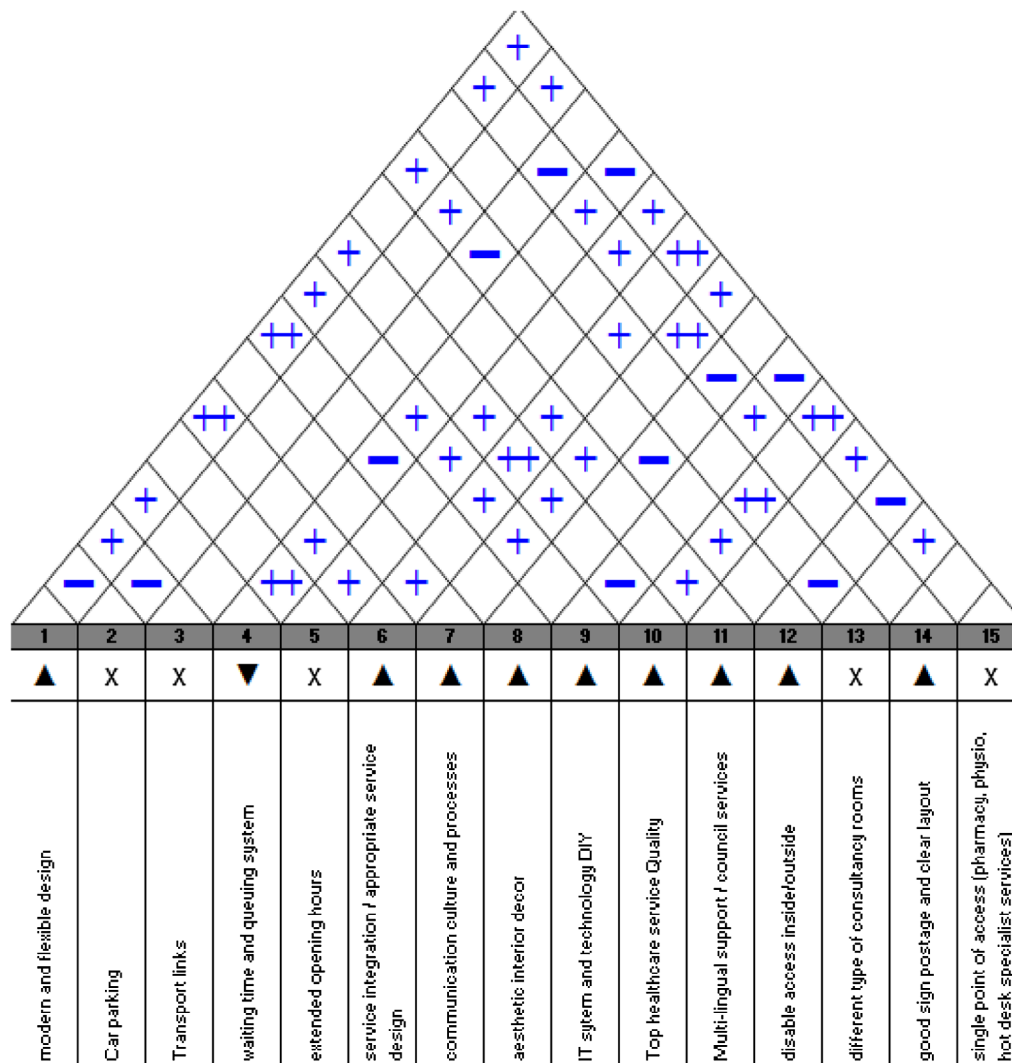 1 2 3 4 5 6 7 8 9 10 11 12 13 14 15
▲ X X ▼ X ▲ ▲ ▲ ▲ ▲ ▲ ▲ X ▲ X
modern and flexible design
Car parking
Transport links
waiting time and queuing system
extended opening hours
service integration / appropriate service
design
communication culture and processes
aesthetic interior decor
IT sytem and technology DIY
Top healthcare service Quality
Multi-lingual support / council services
disable access inside/outside
different type of consultancy rooms
good sign postage and clear layout
single point of access (pharmacy, physio,
hot desk specialist services)